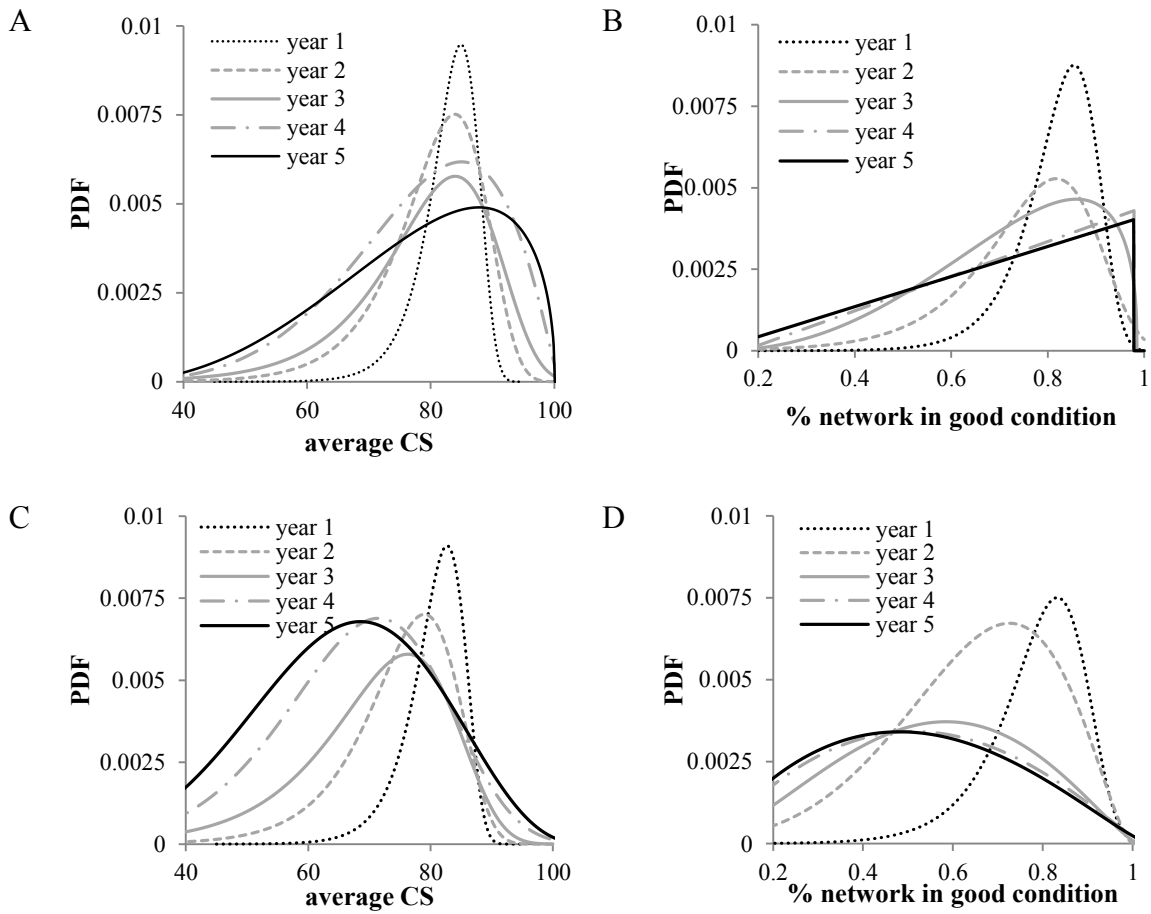 A
0.01
0.0075
0.005
0.0025
0
PDF
year 1
year 2
year 3
year 4
year 5
40
60
80
100
average CS
B
0.01
0.0075
0.005
0.0025
0
PDF
year 1
year 2
year 3
year 4
year 5
0.2
0.4
0.6
0.8
1
% network in good condition
C
0.01
0.0075
0.005
0.0025
0
PDF
year 1
year 2
year 3
year 4
year 5
40
60
80
100
average CS
D
0.01
0.0075
0.005
0.0025
0
PDF
year 1
year 2
year 3
year 4
year 5
0.2
0.4
0.6
0.8
1
% network in good condition